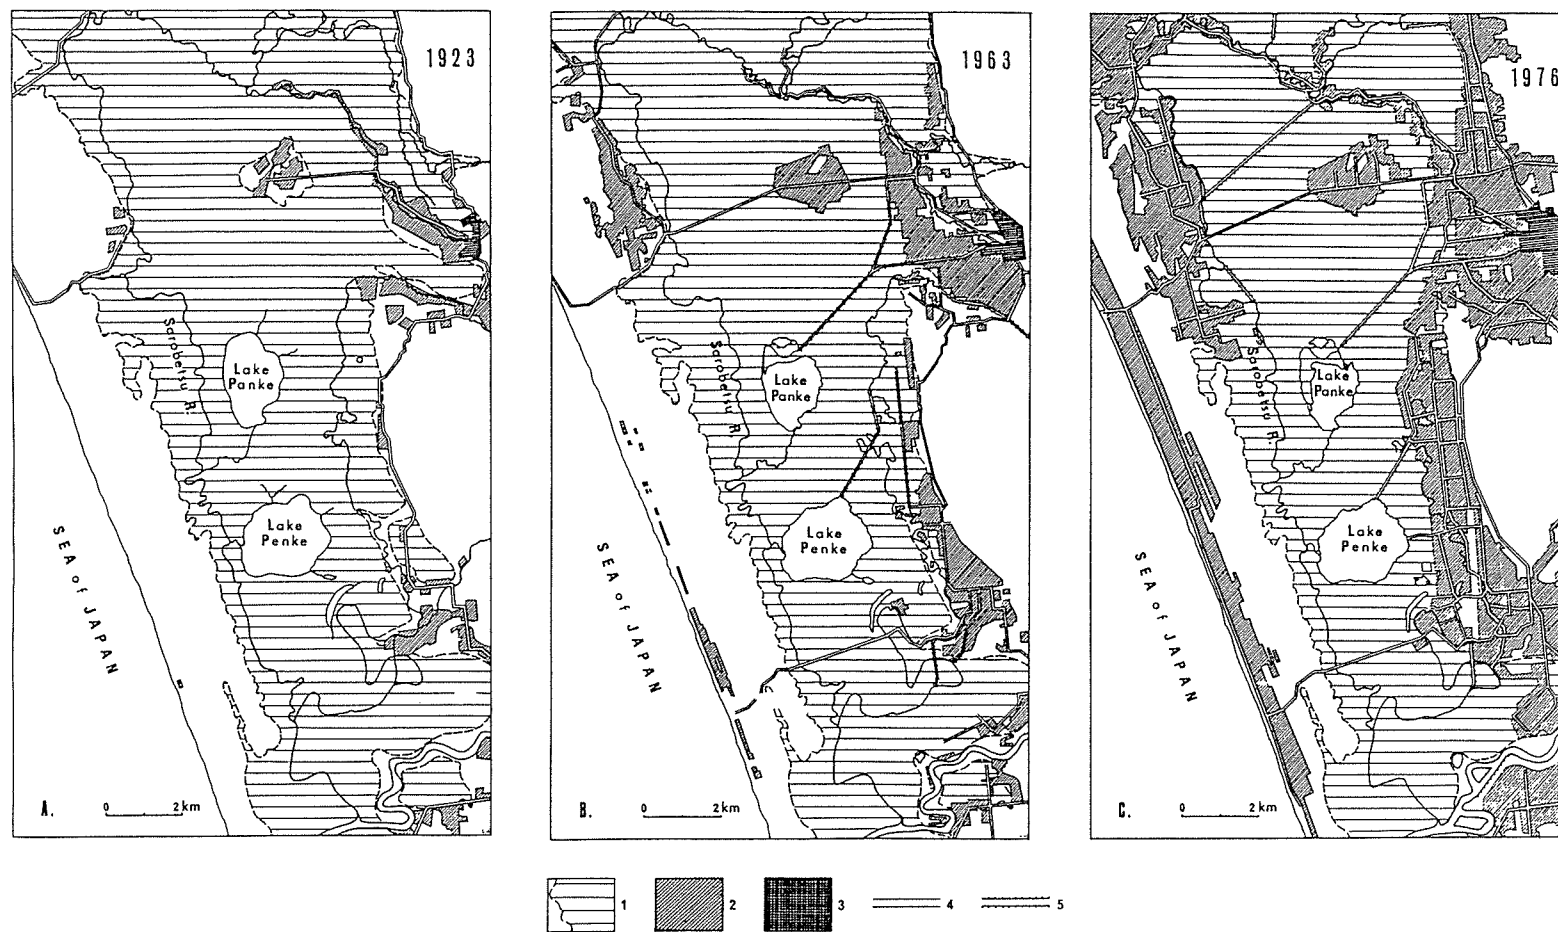 1923
Sarobetsu R.
Lake
Panke
Lake
Penke
SEA of JAPAN
A.
0 2km
1963
Sarobetsu R.
Lake
Panke
Lake
Penke
SEA of JAPAN
B.
0 2km
1976
Sarobetsu R.
Lake
Panke
Lake
Penke
SEA of JAPAN
C.
0 2km
1 2 3 4 5